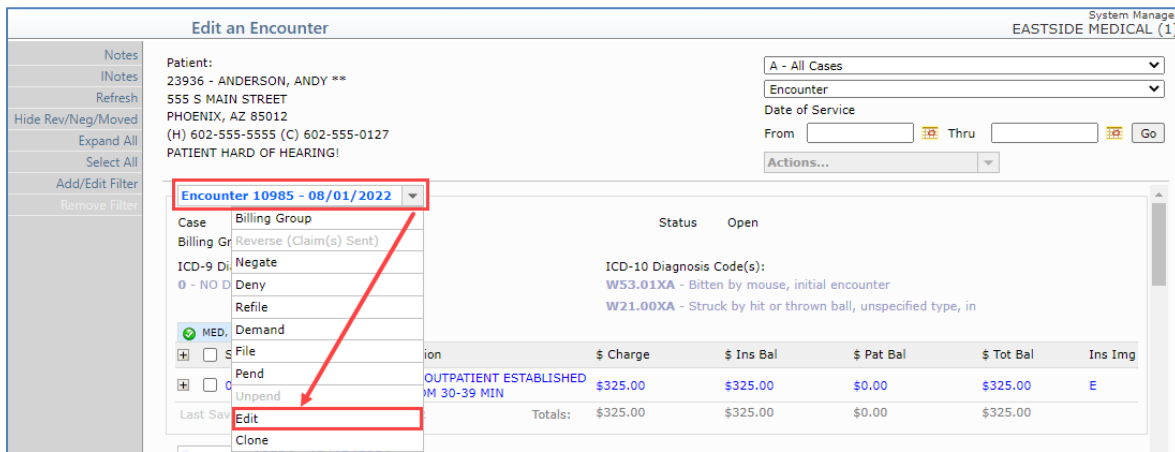 Edit an Encounter
System Manage
EASTSIDE MEDICAL (1)
Notes
INotes
Refresh
Hide Rev/Neg/Moved
Expand All
Select All
Add/Edit Filter
Remove Filter
Patient:
23936 - ANDERSON, ANDY **
555 S MAIN STREET
PHOENIX, AZ 85012
(H) 602-555-5555 (C) 602-555-0127
PATIENT HARD OF HEARING!
A - All Cases
Encounter
Date of Service
From Thru Go
Actions...
Encounter 10985 - 08/01/2022
Case Status Open
Billing Gr
ICD-9 Di ICD-10 Diagnosis Code(s):
0 - NO D W53.01XA - Bitten by mouse, initial encounter
W21.00XA - Struck by hit or thrown ball, unspecified type, in
MED,
Billing Group
Reverse (Claim(s) Sent)
Negate
Deny
Refile
Demand
File
Pend
Unpend
Edit
Clone
S ion $ Charge $ Ins Bal $ Pat Bal $ Tot Bal Ins Img
0 OUTPATIENT ESTABLISHED $325.00 $325.00 $0.00 $325.00 E
OM 30-39 MIN
Last Sav Totals: $325.00 $325.00 $0.00 $325.00